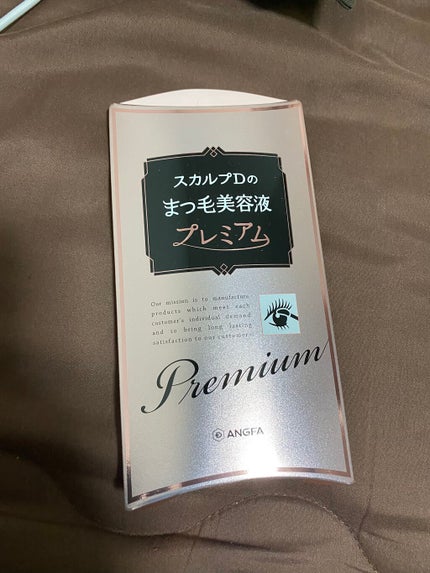 スカルプDの
まつ毛美容液
プレミアム
Our mission is to manufacture
products which meet each
customer's individual demand
and to bring long lasting
satisfaction to our customers.
Premium
ANGFA